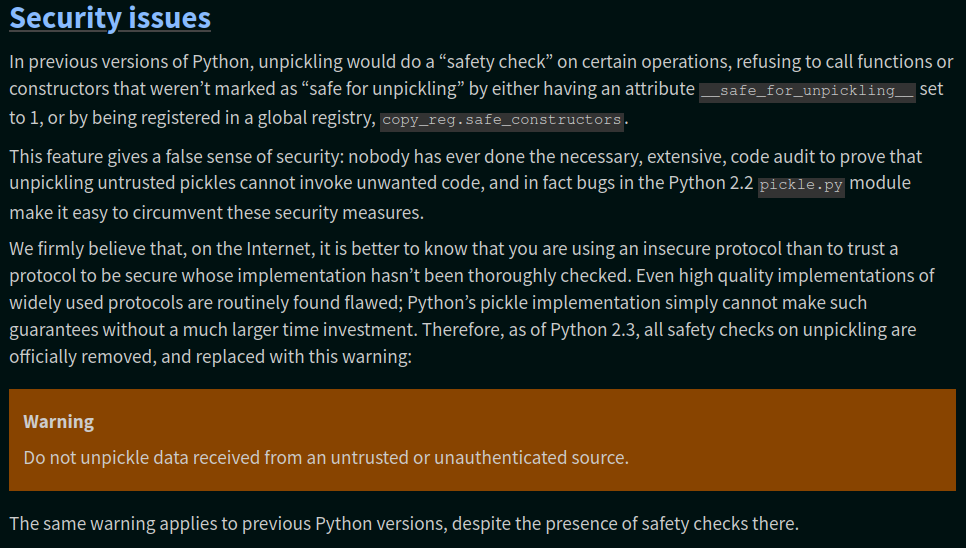 Security issues
In previous versions of Python, unpickling would do a “safety check” on certain operations, refusing to call functions or
constructors that weren’t marked as “safe for unpickling” by either having an attribute __safe_for_unpickling__ set
to 1, or by being registered in a global registry, copy_reg.safe_constructors.
This feature gives a false sense of security: nobody has ever done the necessary, extensive, code audit to prove that
unpickling untrusted pickles cannot invoke unwanted code, and in fact bugs in the Python 2.2 pickle.py module
make it easy to circumvent these security measures.
We firmly believe that, on the Internet, it is better to know that you are using an insecure protocol than to trust a
protocol to be secure whose implementation hasn’t been thoroughly checked. Even high quality implementations of
widely used protocols are routinely found flawed; Python’s pickle implementation simply cannot make such
guarantees without a much larger time investment. Therefore, as of Python 2.3, all safety checks on unpickling are
officially removed, and replaced with this warning:
Warning
Do not unpickle data received from an untrusted or unauthenticated source.
The same warning applies to previous Python versions, despite the presence of safety checks there.